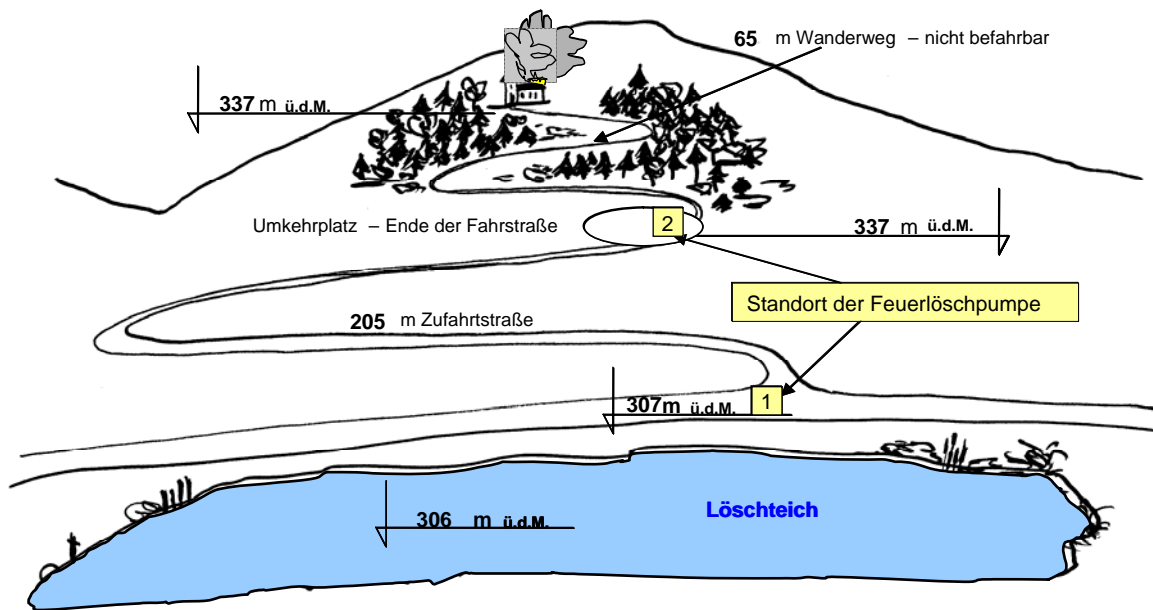 65 m Wanderweg – nicht befahrbar
337 m ü.d.M.
Umkehrplatz – Ende der Fahrstraße
2
337 m ü.d.M.
Standort der Feuerlöschpumpe
205 m Zufahrtstraße
307m ü.d.M.
1
Löschteich
306 m ü.d.M.